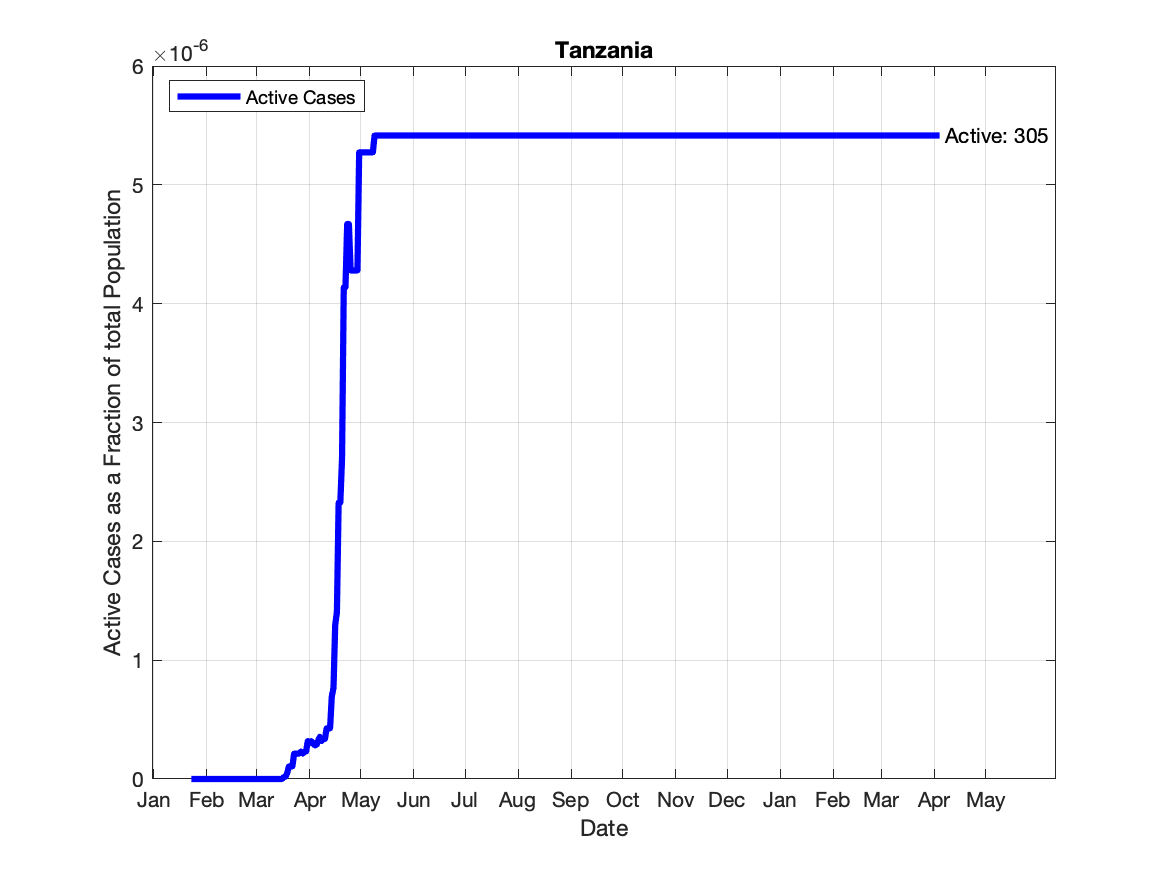 Tanzania
×10-6
Active Cases
Active: 305
6
5
4
3
2
1
0
Active Cases as a Fraction of total Population
Jan Feb Mar Apr May Jun Jul Aug Sep Oct Nov Dec Jan Feb Mar Apr May
Date